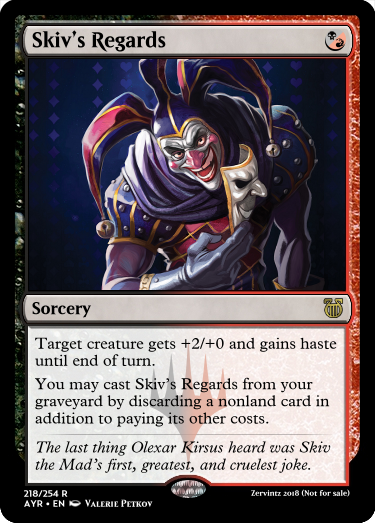 Skiv's Regards
Sorcery
Target creature gets +2/+0 and gains haste
until end of turn.
You may cast Skiv's Regards from your
graveyard by discarding a nonland card in
addition to paying its other costs.
The last thing Olexar Kirsus heard was Skiv
the Mad's first, greatest, and cruelest joke.
218/254 R
AYR • EN Valerie Petkov
Zervintz 2018 (Not for sale)